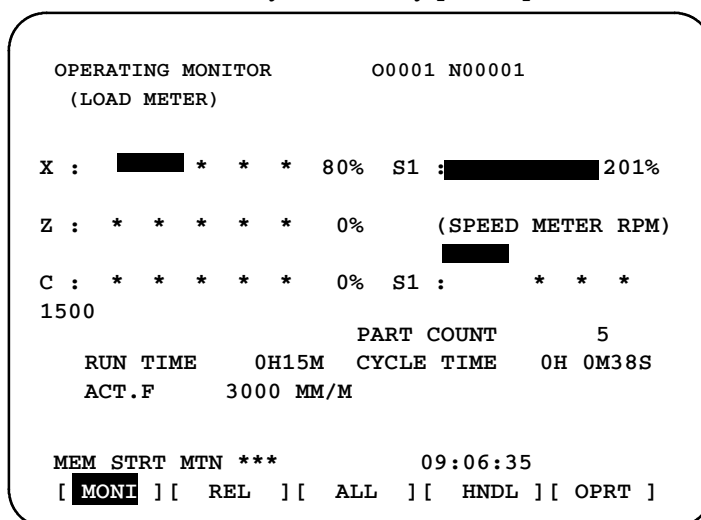 OPERATING MONITOR O0001 N00001
(LOAD METER)
X : * * * 80% S1 : 201%
Z : * * * * * 0% (SPEED METER RPM)
C : * * * * * 0% S1 : * * *
1500
PART COUNT 5
RUN TIME 0H15M CYCLE TIME 0H 0M38S
ACT.F 3000 MM/M
MEM STRT MTN *** 09:06:35
[ MONI ][ REL ][ ALL ][ HNDL ][ OPRT ]